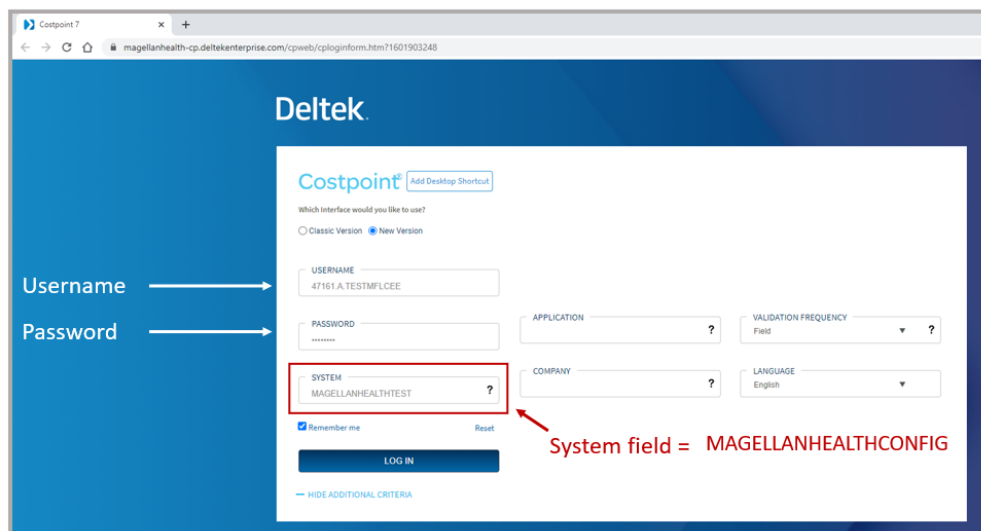 Costpoint 7
magellanhealth-cp.deltekenterprise.com/cpweb/cploginform.htm?1601903248
Deltek.
Costpoint® Add Desktop Shortcut
Which Interface would you like to use?
Classic Version New Version
Username
USERNAME
47161.A.TESTMFLCEE
Password
PASSWORD
········
APPLICATION
?
VALIDATION FREQUENCY
Field
?
SYSTEM
MAGELLANHEALTHTEST
?
COMPANY
?
LANGUAGE
English
Remember me Reset
System field = MAGELLANHEALTHCONFIG
LOG IN
HIDE ADDITIONAL CRITERIA